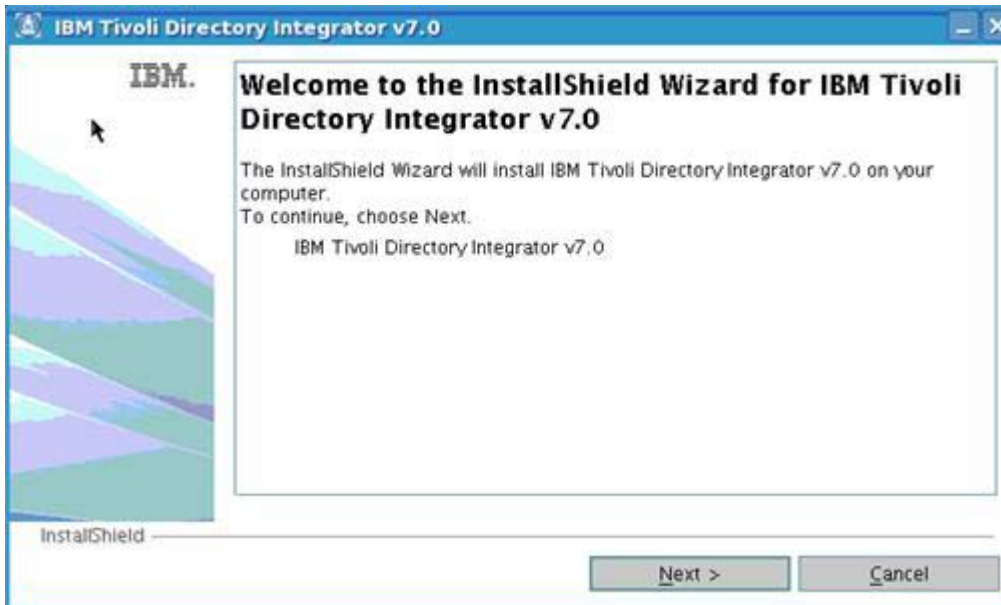 IBM Tivoli Directory Integrator v7.0
IBM.
Welcome to the InstallShield Wizard for IBM Tivoli
Directory Integrator v7.0
The InstallShield Wizard will install IBM Tivoli Directory Integrator v7.0 on your
computer.
To continue, choose Next.
IBM Tivoli Directory Integrator v7.0
InstallShield
Next >
Cancel